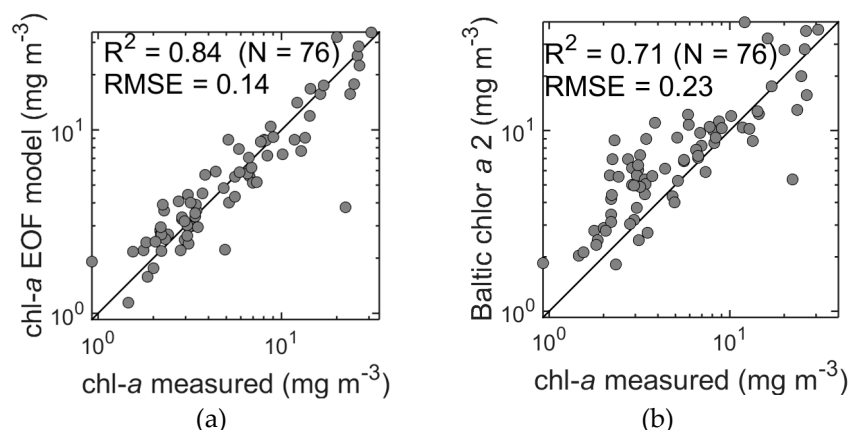 R² = 0.84 (N = 76)
RMSE = 0.14
chl-a EOF model (mg m⁻³)
10¹
10⁰
10⁰ 10¹
chl-a measured (mg m⁻³)
(a)
R² = 0.71 (N = 76)
RMSE = 0.23
Baltic chlor a 2 (mg m⁻³)
10¹
10⁰
10⁰ 10¹
chl-a measured (mg m⁻³)
(b)